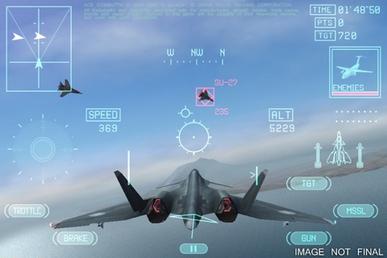 TIME 01'48'50
PTS 0
TGT 720
W NW N
SU-27
ENEMIES
235
SPEED
369
ALT
5229
TGT
THROTTLE
MSSL
BRAKE
GUN
IMAGE NOT FINAL